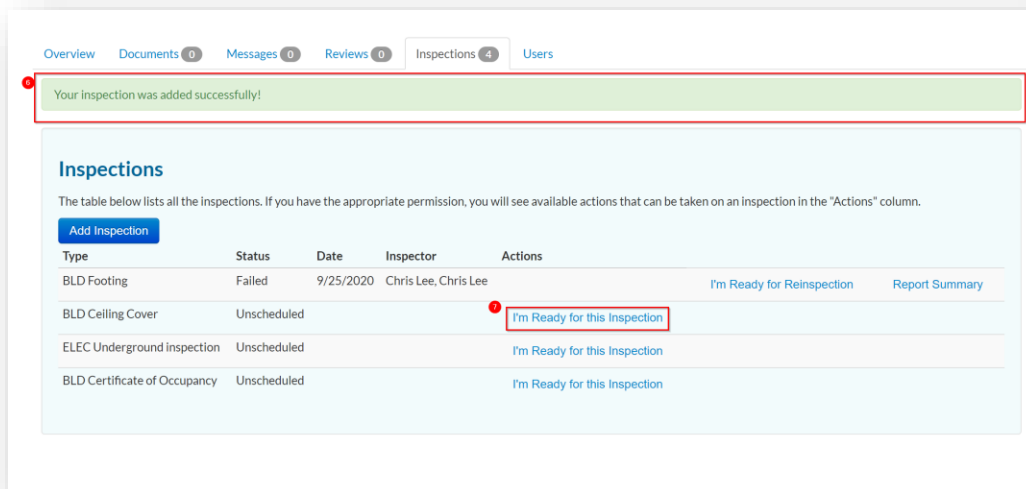 Overview Documents 0 Messages 0 Reviews 0 Inspections 4 Users
6
Your inspection was added successfully!
Inspections
The table below lists all the inspections. If you have the appropriate permission, you will see available actions that can be taken on an inspection in the "Actions" column.
Add Inspection
Type Status Date Inspector Actions
BLD Footing Failed 9/25/2020 Chris Lee, Chris Lee I'm Ready for Reinspection Report Summary
BLD Ceiling Cover Unscheduled 7 I'm Ready for this Inspection
ELEC Underground inspection Unscheduled I'm Ready for this Inspection
BLD Certificate of Occupancy Unscheduled I'm Ready for this Inspection